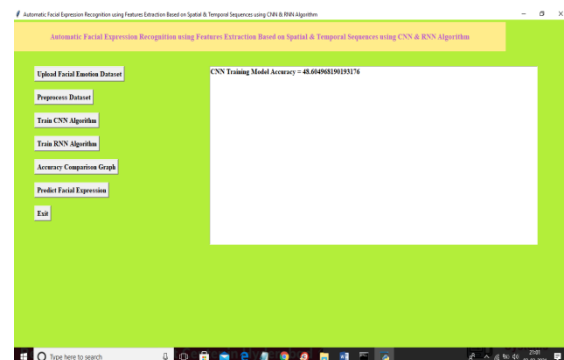 Automatic Facial Expression Recognition using Features Extraction Based on Spatial & Temporal Sequences using CNN & RNN Algorithm
Automatic Facial Expression Recognition using Features Extraction Based on Spatial & Temporal Sequences using CNN & RNN Algorithm
Upload Facial Emotion Dataset
CNN Training Model Accuracy = 48.604968190193176
Preprocess Dataset
Train CNN Algorithm
Train RNN Algorithm
Accuracy Comparison Graph
Predict Facial Expression
Exit
Type here to search
21:01